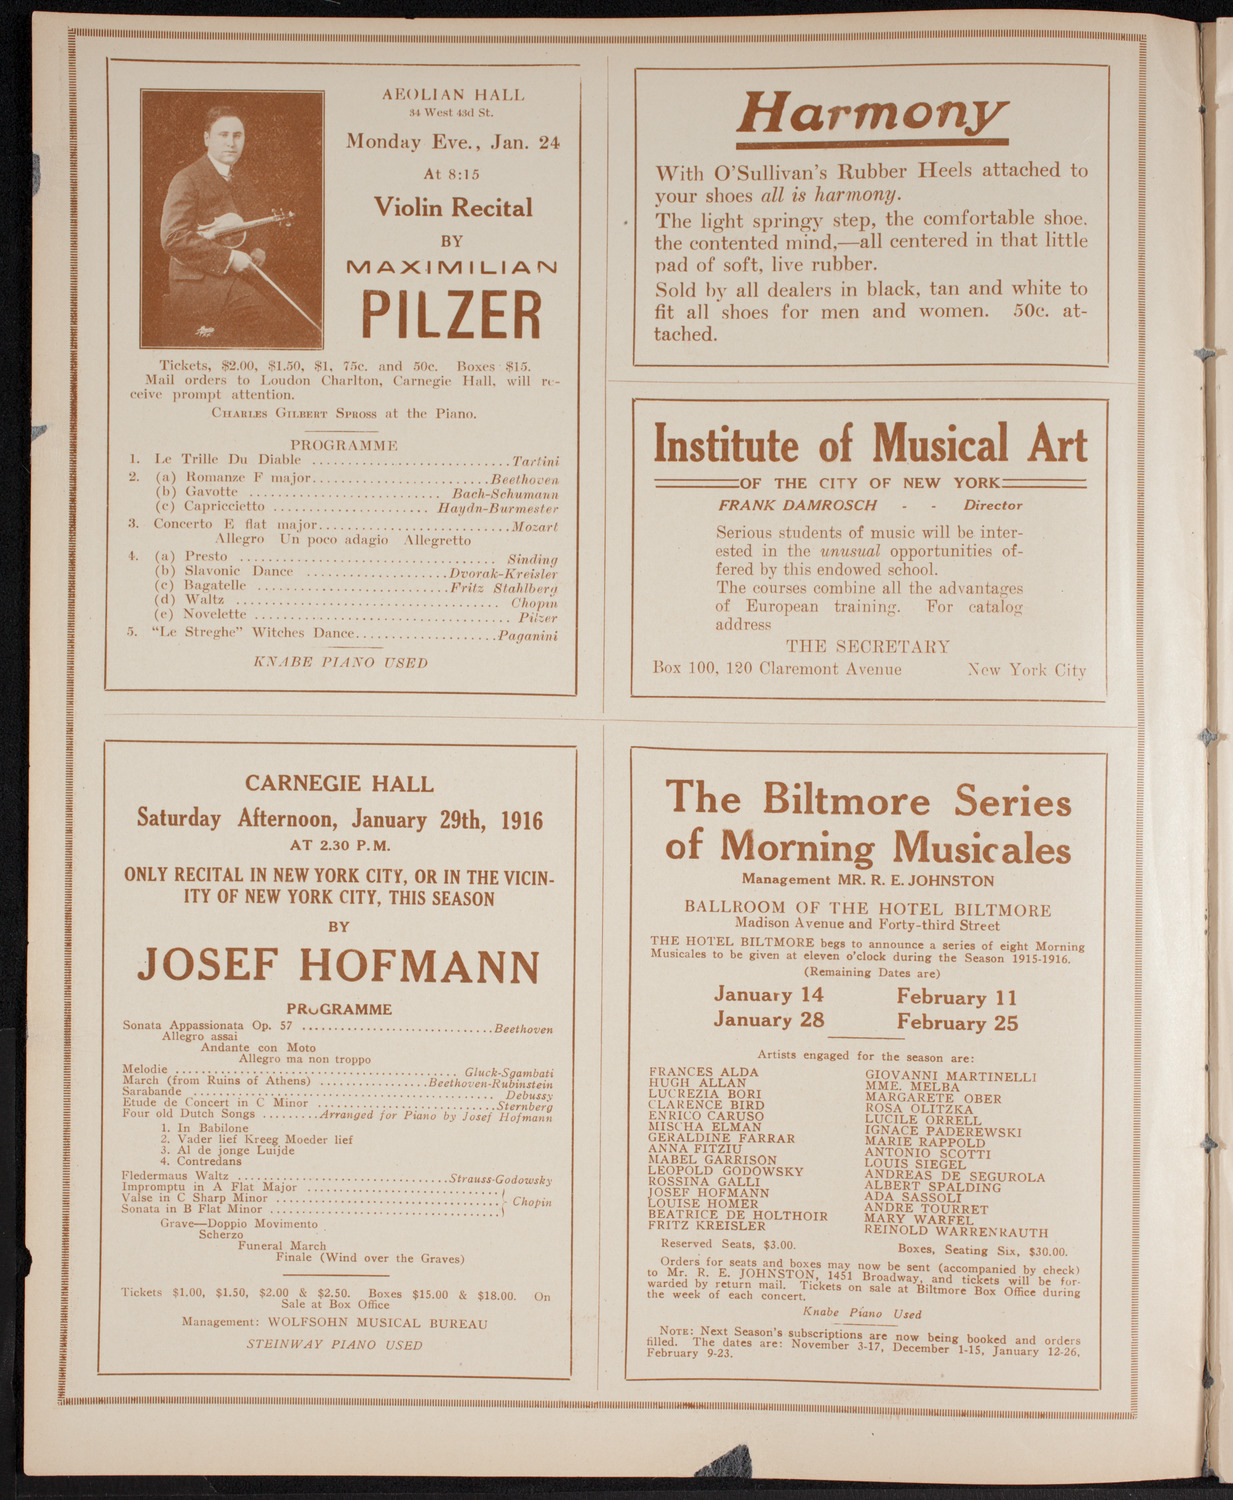 AEOLIAN HALL
34 West 43d St.
Monday Eve., Jan. 24
At 8:15
Violin Recital
BY
MAXIMILIAN
PILZER
Tickets, $2.00, $1.50, $1, 75c. and 50c. Boxes $15.
Mail orders to Loudon Charlton, Carnegie Hall, will re-
ceive prompt attention.
CHARLES GILBERT SPROSS at the Piano.
PROGRAMME
1. Le Trille Du Diable ........................... Tartini
2. (a) Romanze F major........................ Beethoven
(b) Gavotte .......................... Bach-Schumann
(c) Capriccietto ..................... Haydn-Burmester
3. Concerto E flat major.......................... Mozart
Allegro Un poco adagio Allegretto
4. (a) Presto ................................... Sinding
(b) Slavonic Dance ................... Dvorak-Kreisler
(c) Bagatelle .......................... Fritz Stahlberg
(d) Waltz .................................... Chopin
(e) Novelette .................................. Pilzer
5. "Le Streghe" Witches Dance................... Paganini
KNABE PIANO USED
Harmony
With O'Sullivan's Rubber Heels attached to
your shoes all is harmony.
The light springy step, the comfortable shoe.
the contented mind,—all centered in that little
pad of soft, live rubber.
Sold by all dealers in black, tan and white to
fit all shoes for men and women. 50c. at-
tached.
Institute of Musical Art
OF THE CITY OF NEW YORK
FRANK DAMROSCH - - Director
Serious students of music will be inter-
ested in the unusual opportunities of-
fered by this endowed school.
The courses combine all the advantages
of European training. For catalog
address
THE SECRETARY
Box 100, 120 Claremont Avenue New York City
CARNEGIE HALL
Saturday Afternoon, January 29th, 1916
AT 2.30 P.M.
ONLY RECITAL IN NEW YORK CITY, OR IN THE VICIN-
ITY OF NEW YORK CITY, THIS SEASON
BY
JOSEF HOFMANN
PROGRAMME
Sonata Appassionata Op. 57 ........................... Beethoven
Allegro assai
Andante con Moto
Allegro ma non troppo
Melodie ........................................ Gluck-Sgambati
March (from Ruins of Athens) ................ Beethoven-Rubinstein
Sarabande ............................................ Debussy
Etude de Concert in C Minor ......................... Sternberg
Four old Dutch Songs .........Arranged for Piano by Josef Hofmann
1. In Babilone
2. Vader lief Kreeg Moeder lief
3. Al de jonge Luijde
4. Contredans
Fledermaus Waltz .............................. Strauss-Godowsky
Impromptu in A Flat Major ...........................
Valse in C Sharp Minor ................................ Chopin
Sonata in B Flat Minor .................................
Grave—Doppio Movimento
Scherzo
Funeral March
Finale (Wind over the Graves)
Tickets $1.00, $1.50, $2.00 & $2.50. Boxes $15.00 & $18.00. On
Sale at Box Office
Management: WOLFSOHN MUSICAL BUREAU
STEINWAY PIANO USED
The Biltmore Series
of Morning Musicales
Management MR. R. E. JOHNSTON
BALLROOM OF THE HOTEL BILTMORE
Madison Avenue and Forty-third Street
THE HOTEL BILTMORE begs to announce a series of eight Morning
Musicales to be given at eleven o'clock during the Season 1915-1916.
(Remaining Dates are)
January 14 February 11
January 28 February 25
Artists engaged for the season are:
FRANCES ALDA
HUGH ALLAN
LUCREZIA BORI
CLARENCE BIRD
ENRICO CARUSO
MISCHA ELMAN
GERALDINE FARRAR
ANNA FITZIU
MABEL GARRISON
LEOPOLD GODOWSKY
ROSSINA GALLI
JOSEF HOFMANN
LOUISE HOMER
BEATRICE DE HOLTHOIR
FRITZ KREISLER
GIOVANNI MARTINELLI
MME. MELBA
MARGARETE OBER
ROSA OLITZKA
LUCILE ORRELL
IGNACE PADEREWSKI
MARIE RAPPOLD
ANTONIO SCOTTI
LOUIS SIEGEL
ANDREAS DE SEGUROLA
ALBERT SPALDING
ADA SASSOLI
ANDRE TOURRET
MARY WARFEL
REINOLD WARRENRAUTH
Reserved Seats, $3.00. Boxes, Seating Six, $30.00.
Orders for seats and boxes may now be sent (accompanied by check)
to Mr. R. E. JOHNSTON, 1451 Broadway, and tickets will be for-
warded by return mail. Tickets on sale at Biltmore Box Office during
the week of each concert.
Knabe Piano Used
NOTE: Next Season's subscriptions are now being booked and orders
filled. The dates are: November 3-17, December 1-15, January 12-26,
February 9-23.